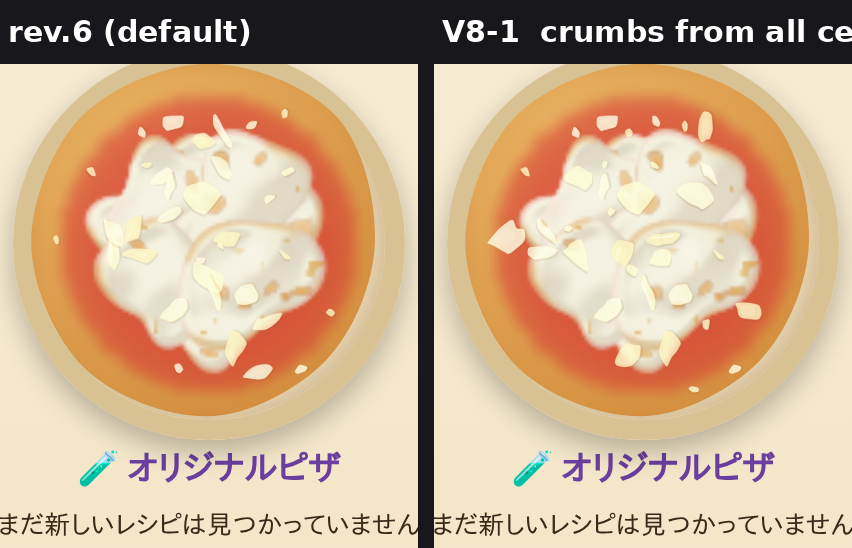 rev.6 (default)
V8-1 crumbs from all ce
オリジナルピザ
オリジナルピザ
まだ新しいレシピは見つかっていません
まだ新しいレシピは見つかっていません